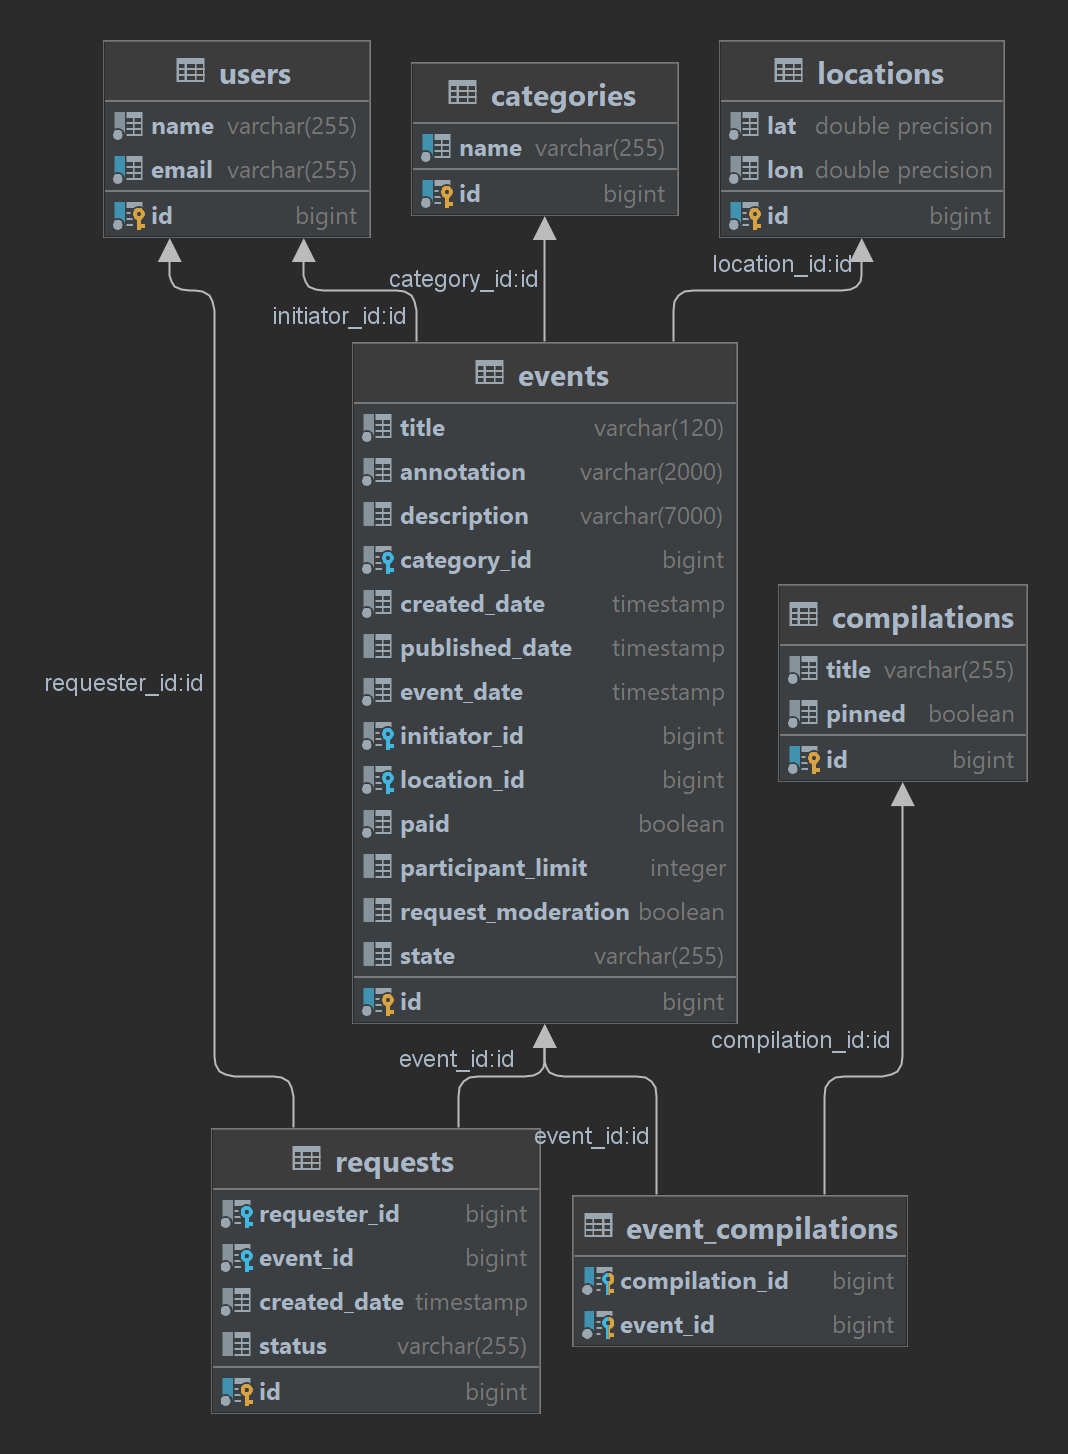 users
name varchar(255)
email varchar(255)
id bigint
categories
name varchar(255)
id bigint
locations
lat double precision
lon double precision
id bigint
category_id:id
location_id:id
initiator_id:id
events
title varchar(120)
annotation varchar(2000)
description varchar(7000)
category_id bigint
created_date timestamp
published_date timestamp
event_date timestamp
initiator_id bigint
location_id bigint
paid boolean
participant_limit integer
request_moderation boolean
state varchar(255)
id bigint
compilations
title varchar(255)
pinned boolean
id bigint
requester_id:id
compilation_id:id
event_id:id
event_id:id
requests
requester_id bigint
event_id bigint
created_date timestamp
status varchar(255)
id bigint
event_compilations
compilation_id bigint
event_id bigint